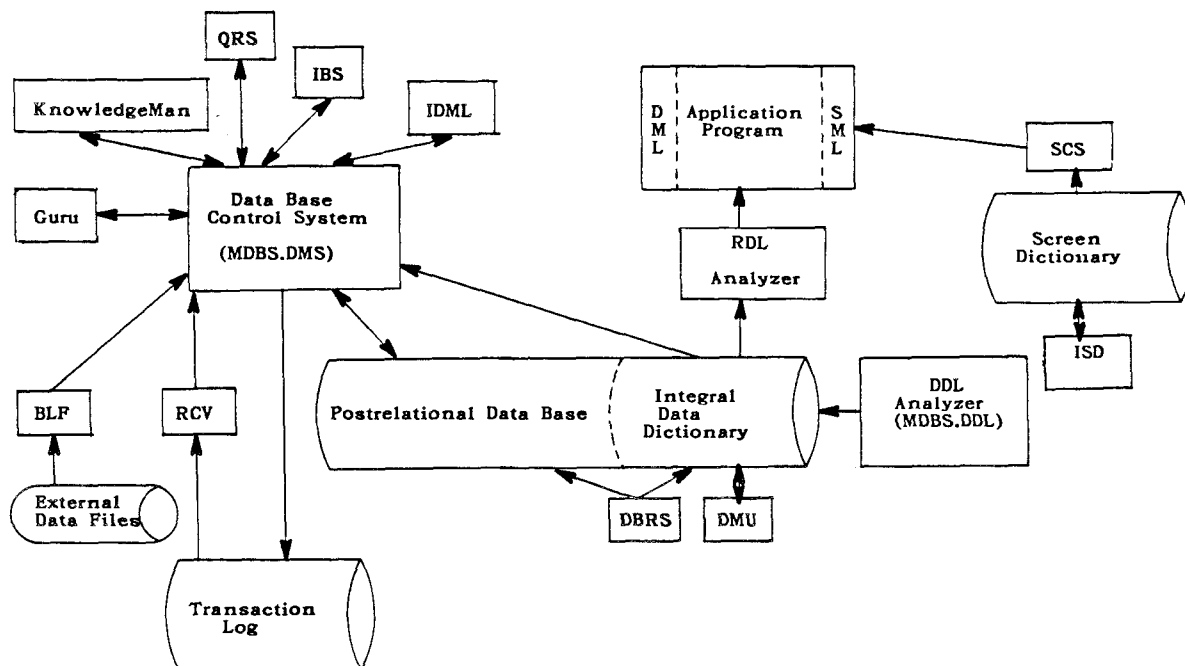 QRS
IBS
KnowledgeMan
IDML
DML
Application
Program
SML
SCS
Guru
Data Base
Control System
(MDBS.DMS)
RDL
Analyzer
Screen
Dictionary
ISD
BLF
RCV
Postrelational Data Base
Integral
Data
Dictionary
DDL
Analyzer
(MDBS.DDL)
External
Data Files
DBRS
DMU
Transaction
Log